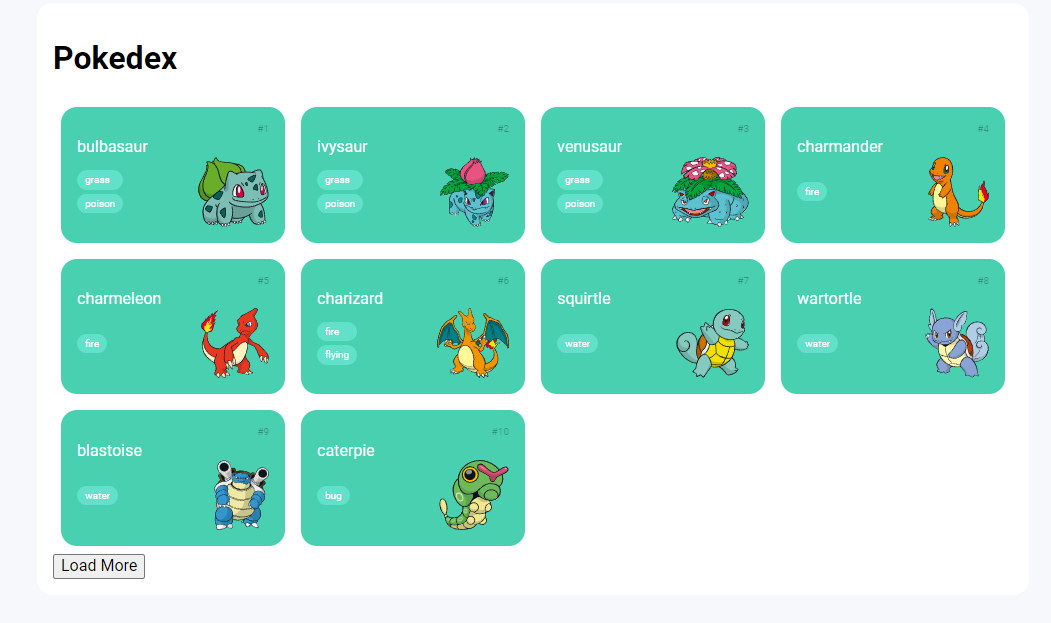 Pokedex
#1
bulbasaur
grass
poison
#2
ivysaur
grass
poison
#3
venusaur
grass
poison
#4
charmander
fire
#5
charmeleon
fire
#6
charizard
fire
flying
#7
squirtle
water
#8
wartortle
water
#9
blastoise
water
#10
caterpie
bug
Load More